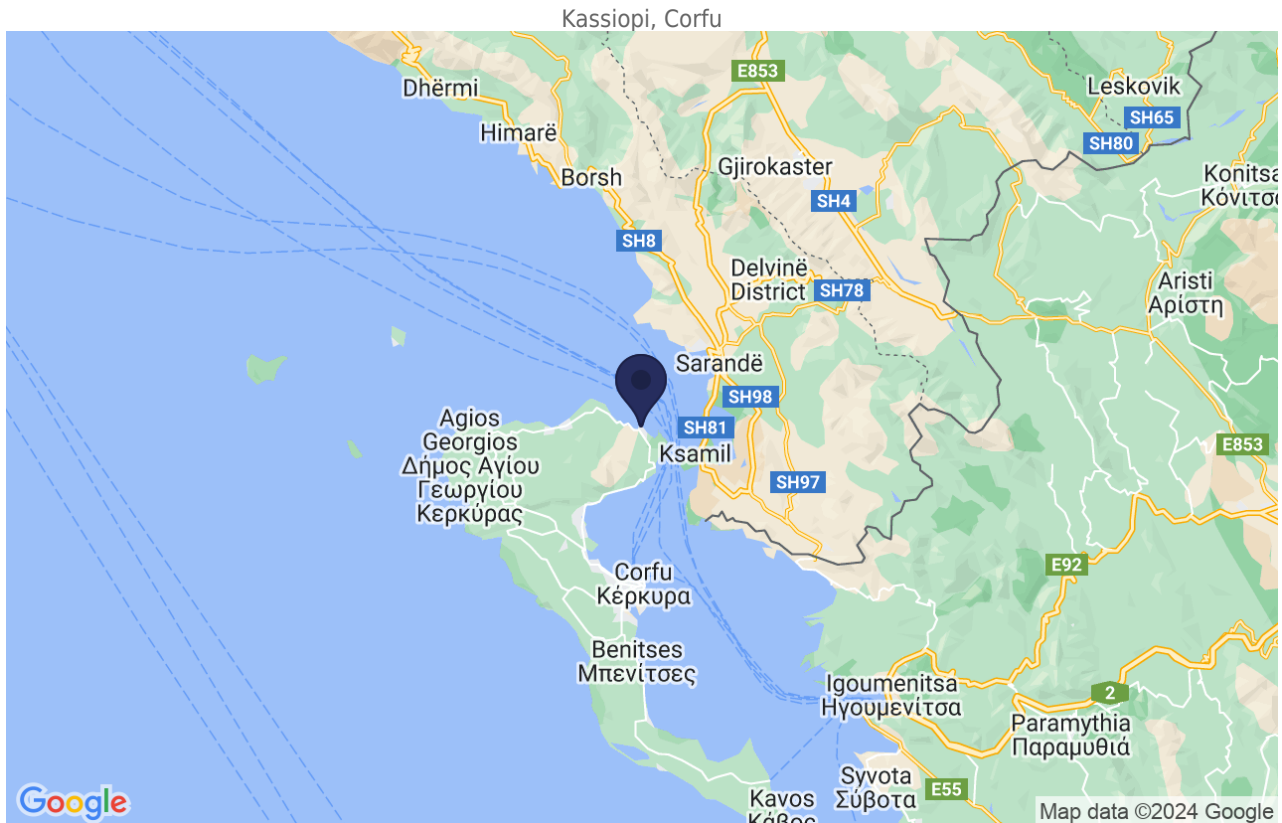 Kassiopi, Corfu
E853
Leskovik
SH65
SH80
Dhërmi
Himarë
Borsh
Gjirokaster
SH4
Konitsa
Κόνιτσα
SH8
Delvinë
District
SH78
Aristi
Αρίστη
Sarandë
SH98
SH81
Ksamil
Agios
Georgios
Δήμος Αγίου
Γεωργίου
Κερκύρας
SH97
E853
E92
Corfu
Κέρκυρα
Benitses
Μπενίτσες
Igoumenitsa
Ηγουμενίτσα
2
Paramythia
Παραμυθιά
Syvota
Σύβοτα
E55
Kavos
Κάβος
Google
Map data ©2024 Google